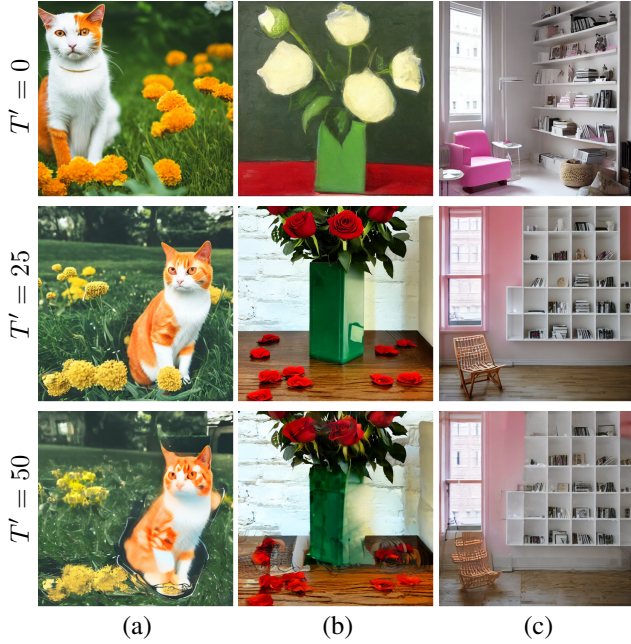 T′ = 0
T′ = 25
T′ = 50
(a) (b) (c)